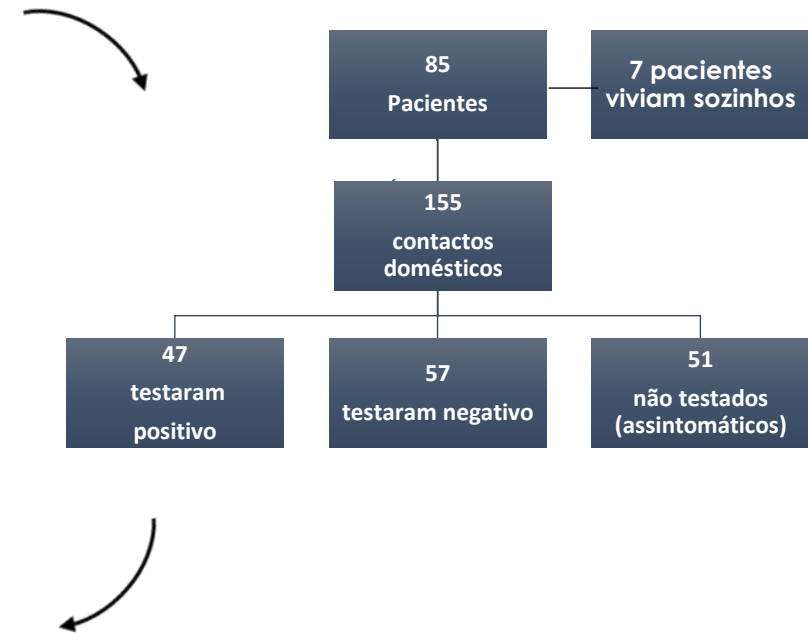 85
Pacientes
7 pacientes
viviam sozinhos
155
contactos
domésticos
47
testaram
positivo
57
testaram negativo
51
não testados
(assintomáticos)